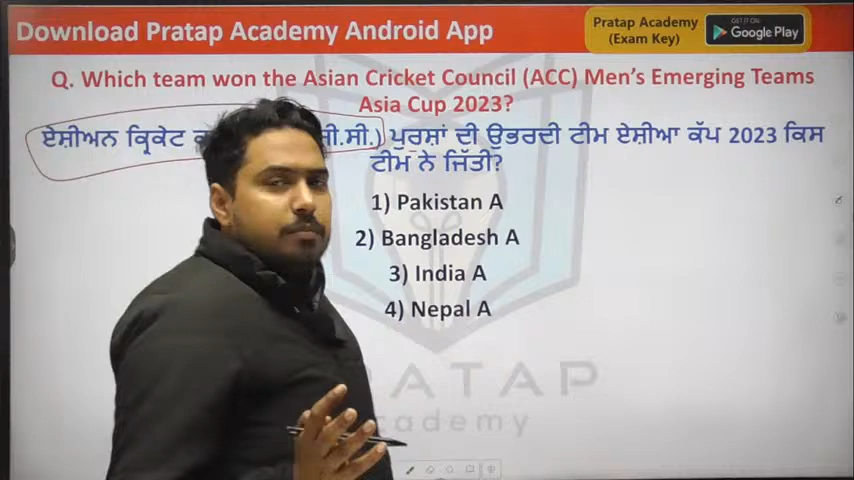 Download Pratap Academy Android App
Pratap Academy
(Exam Key)
GET IT ON
Google Play
Q. Which team won the Asian Cricket Council (ACC) Men's Emerging Teams
Asia Cup 2023?
ਏਸ਼ੀਅਨ ਕ੍ਰਿਕੇਟ ਸੀ.ਸੀ.) ਪੁਰਸ਼ਾਂ ਦੀ ਉਭਰਦੀ ਟੀਮ ਏਸ਼ੀਆ ਕੱਪ 2023 ਕਿਸ
ਟੀਮ ਨੇ ਜਿੱਤੀ?
1) Pakistan A
2) Bangladesh A
3) India A
4) Nepal A
RATAP
cademy